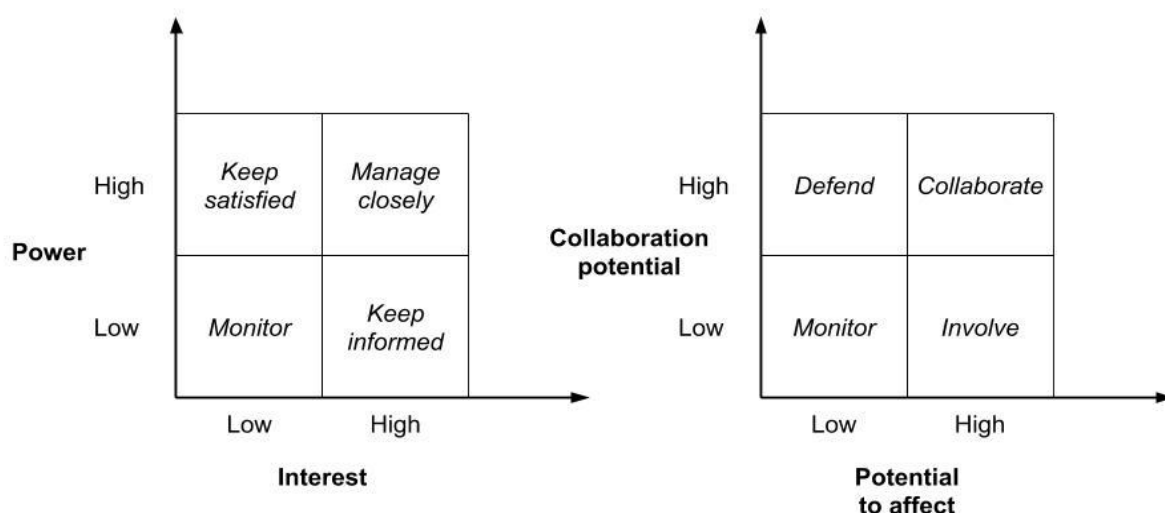 Keep
satisfied
Manage
closely
High
Power
Low
Monitor
Keep
informed
Low
High
Interest
Defend
Collaborate
High
Collaboration
potential
Low
Monitor
Involve
Low
High
Potential
to affect